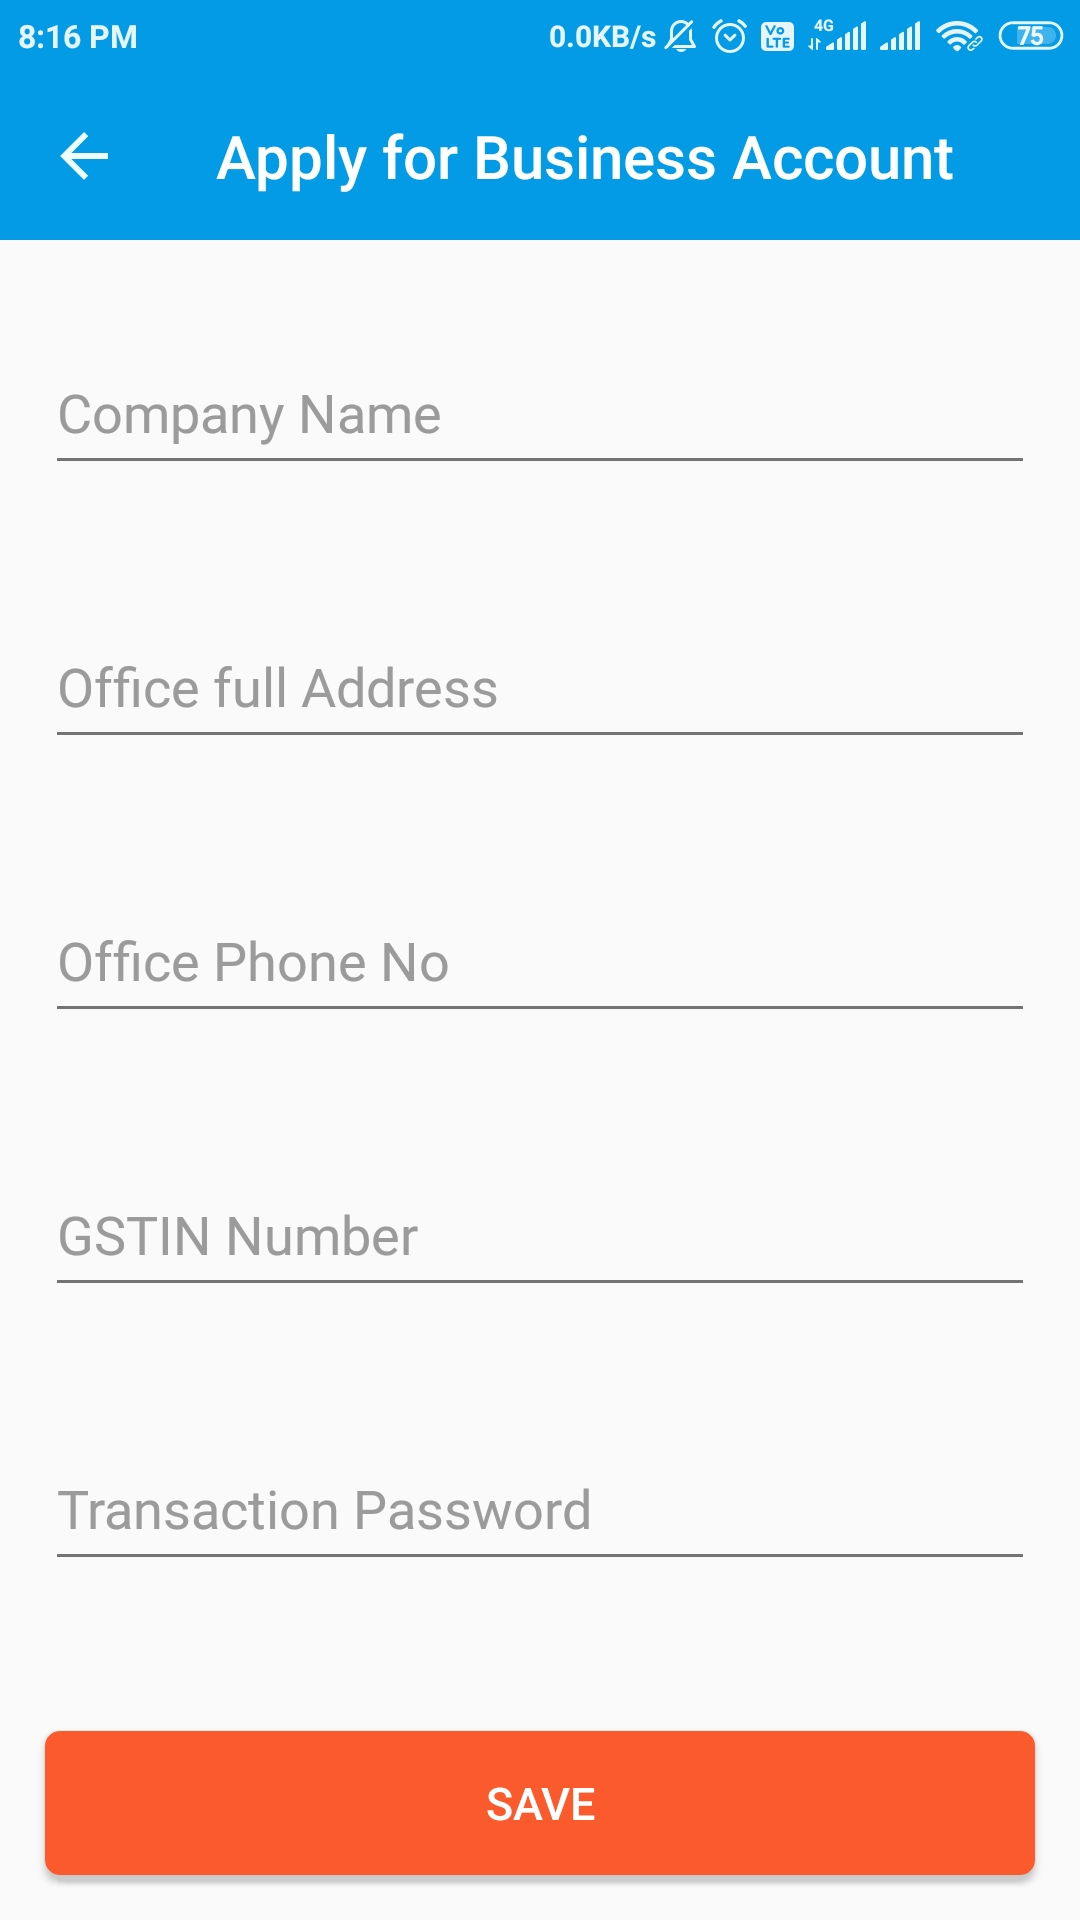 8:16 PM 0.0KB/s Vo LTE 4G 75
Apply for Business Account
Company Name
Office full Address
Office Phone No
GSTIN Number
Transaction Password
SAVE